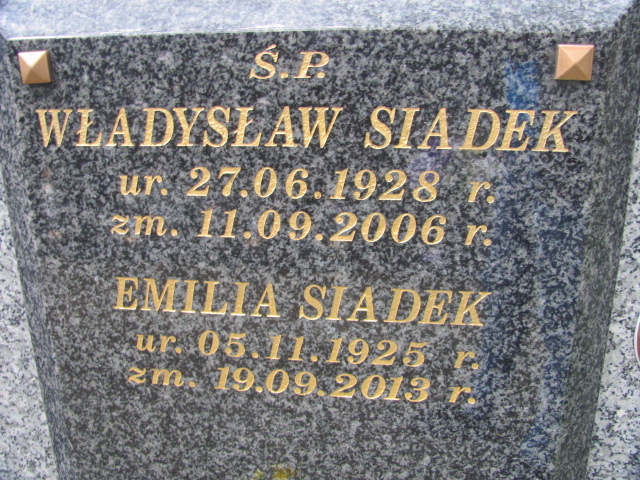 Ś.P.
WŁADYSŁAW SIADEK
ur. 27.06.1928 r.
zm. 11.09.2006 r.
EMILIA SIADEK
ur. 05.11.1925 r.
zm. 19.09.2013 r.